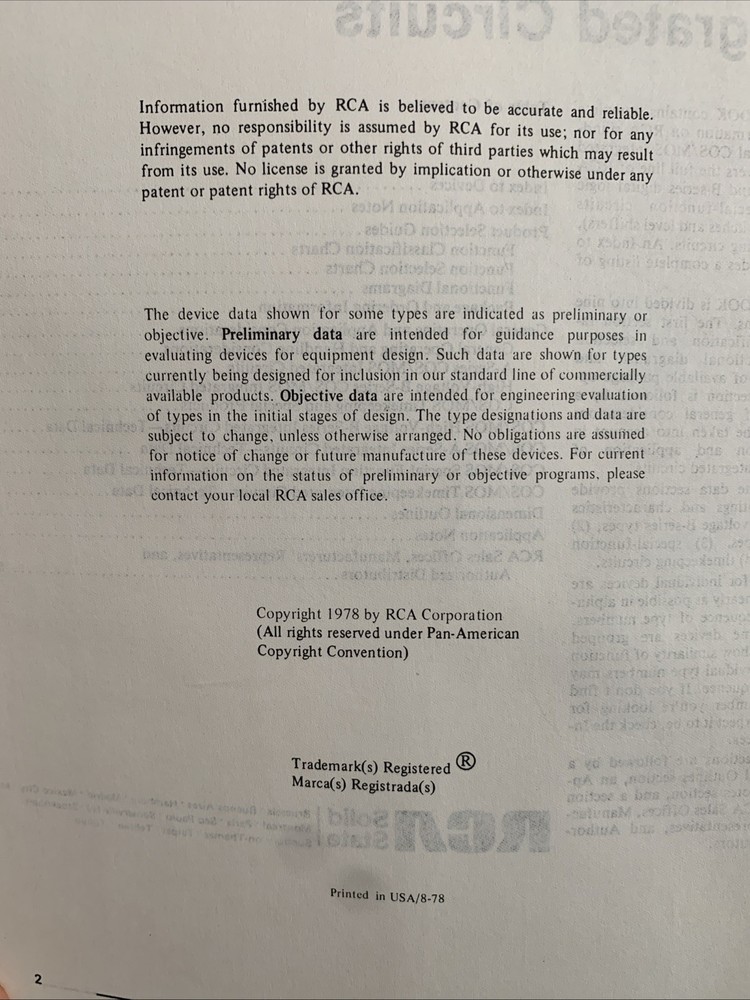 Information furnished by RCA is believed to be accurate and reliable.
However, no responsibility is assumed by RCA for its use; nor for any
infringements of patents or other rights of third parties which may result
from its use. No license is granted by implication or otherwise under any
patent or patent rights of RCA.
The device data shown for some types are indicated as preliminary or
objective. Preliminary data are intended for guidance purposes in
evaluating devices for equipment design. Such data are shown for types
currently being designed for inclusion in our standard line of commercially
available products. Objective data are intended for engineering evaluation
of types in the initial stages of design. The type designations and data are
subject to change, unless otherwise arranged. No obligations are assumed
for notice of change or future manufacture of these devices. For current
information on the status of preliminary or objective programs, please
contact your local RCA sales office.
Copyright 1978 by RCA Corporation
(All rights reserved under Pan-American
Copyright Convention)
Trademark(s) Registered ®
Marca(s) Registrada(s)
Printed in USA/8-78
2